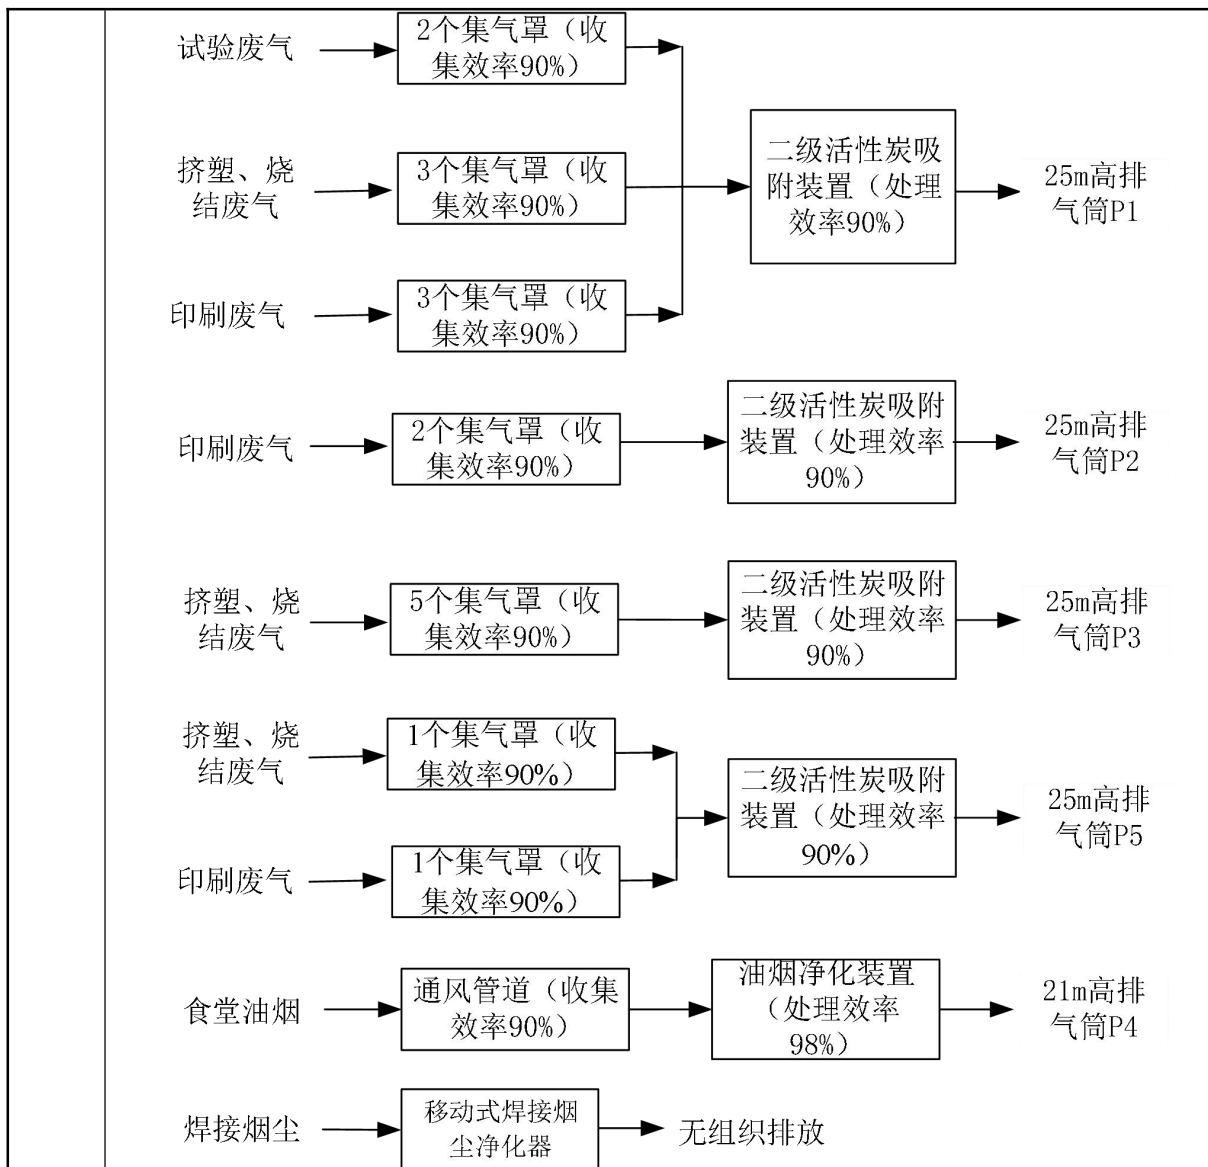 试验废气
2个集气罩（收
集效率90%）
挤塑、烧
结废气
3个集气罩（收
集效率90%）
二级活性炭吸
附装置（处理
效率90%）
25m高排
气筒P1
印刷废气
3个集气罩（收
集效率90%）
印刷废气
2个集气罩（收
集效率90%）
二级活性炭吸附
装置（处理效率
90%）
25m高排
气筒P2
挤塑、烧
结废气
5个集气罩（收
集效率90%）
二级活性炭吸附
装置（处理效率
90%）
25m高排
气筒P3
挤塑、烧
结废气
1个集气罩（收
集效率90%）
二级活性炭吸附
装置（处理效率
90%）
25m高排
气筒P5
印刷废气
1个集气罩（收
集效率90%）
食堂油烟
通风管道（收集
效率90%）
油烟净化装置
（处理效率
98%）
21m高排
气筒P4
焊接烟尘
移动式焊接烟
尘净化器
无组织排放